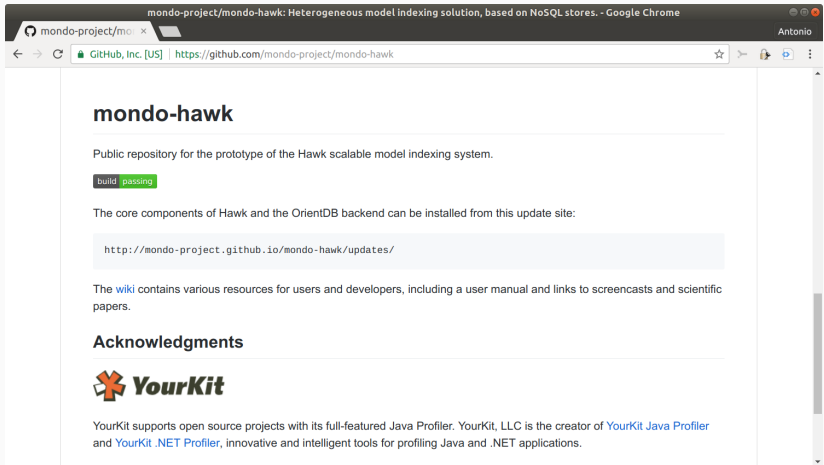 mondo-project/mondo-hawk: Heterogeneous model indexing solution, based on NoSQL stores. - Google Chrome
mondo-project/mo
Antonio
GitHub, Inc. [US] | https://github.com/mondo-project/mondo-hawk
mondo-hawk
Public repository for the prototype of the Hawk scalable model indexing system.
build passing
The core components of Hawk and the OrientDB backend can be installed from this update site:
http://mondo-project.github.io/mondo-hawk/updates/
The wiki contains various resources for users and developers, including a user manual and links to screencasts and scientific
papers.
Acknowledgments
YourKit
YourKit supports open source projects with its full-featured Java Profiler. YourKit, LLC is the creator of YourKit Java Profiler
and YourKit .NET Profiler, innovative and intelligent tools for profiling Java and .NET applications.